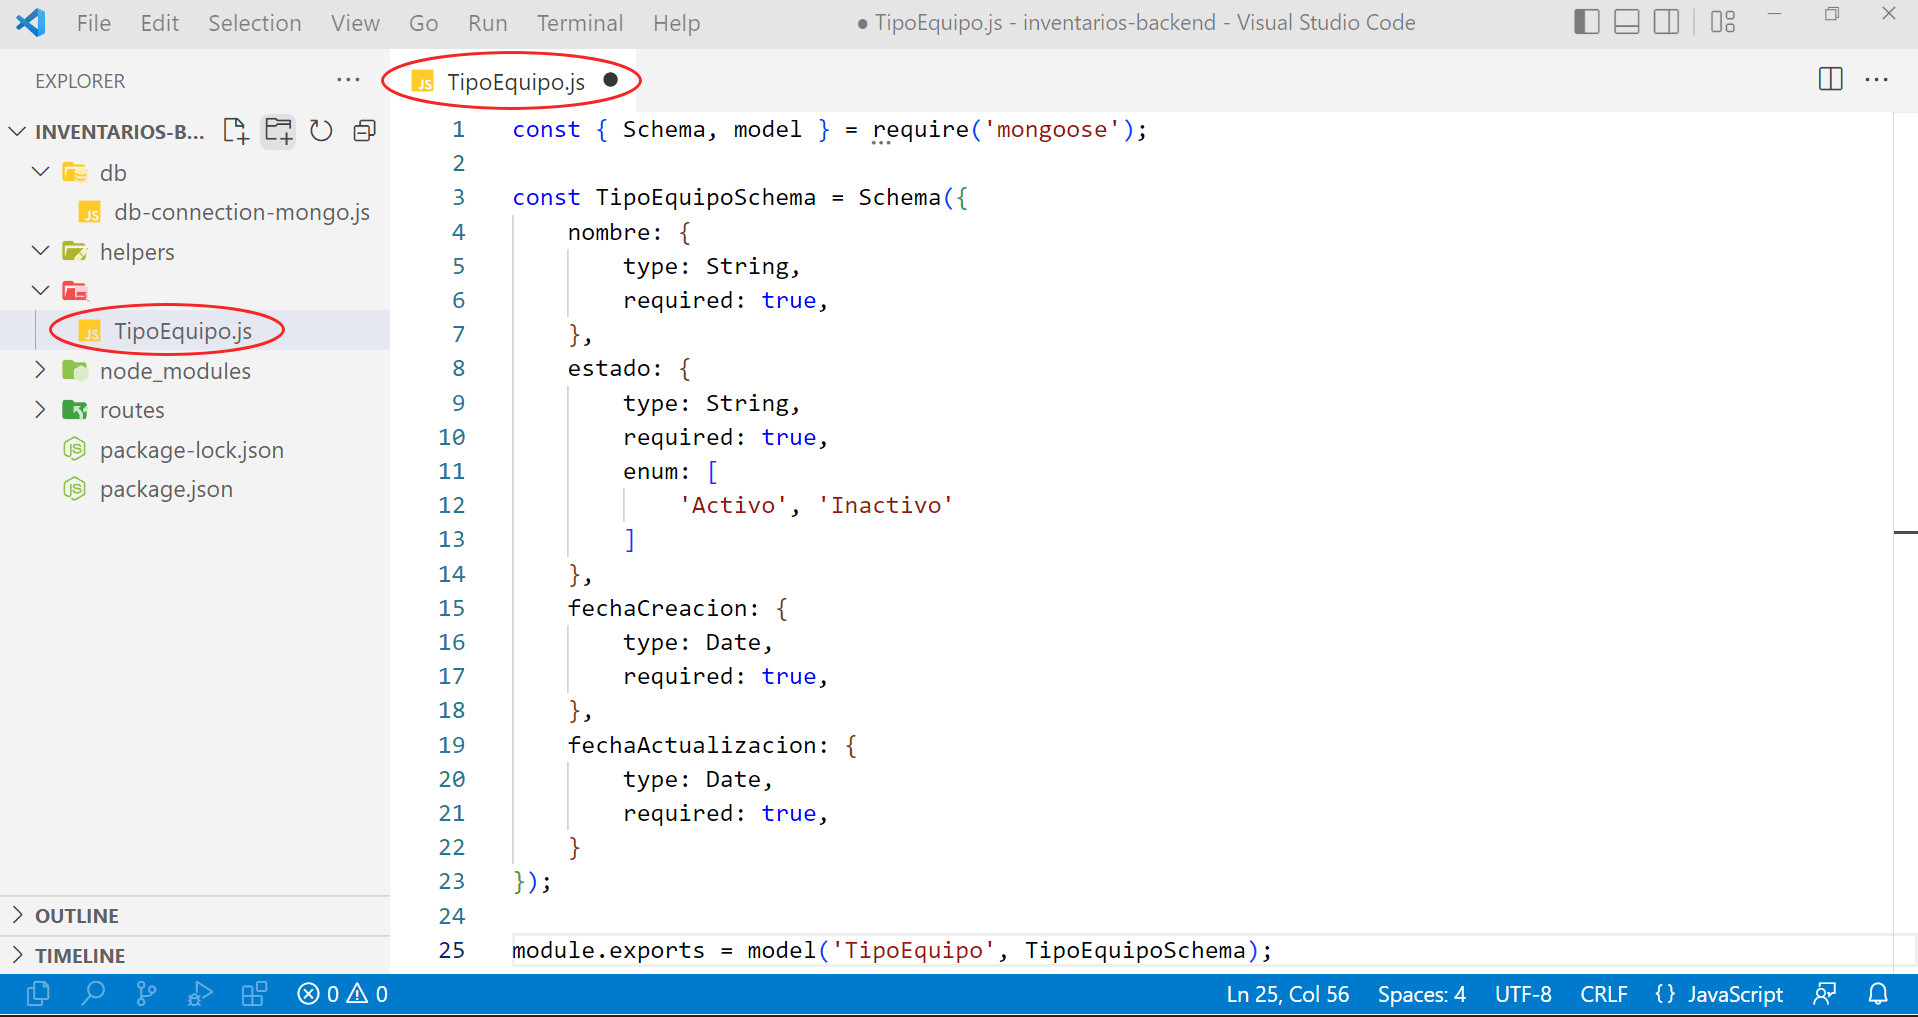 File Edit Selection View Go Run Terminal Help ● TipoEquipo.js - inventarios-backend - Visual Studio Code
EXPLORER ···
TipoEquipo.js ●
INVENTARIOS-B...
db
db-connection-mongo.js
helpers
TipoEquipo.js
node_modules
routes
package-lock.json
package.json
OUTLINE
TIMELINE
1 const { Schema, model } = require('mongoose');
2
3 const TipoEquipoSchema = Schema({
4 nombre: {
5 type: String,
6 required: true,
7 },
8 estado: {
9 type: String,
10 required: true,
11 enum: [
12 'Activo', 'Inactivo'
13 ]
14 },
15 fechaCreacion: {
16 type: Date,
17 required: true,
18 },
19 fechaActualizacion: {
20 type: Date,
21 required: true,
22 }
23 });
24
25 module.exports = model('TipoEquipo', TipoEquipoSchema);
0 0 Ln 25, Col 56 Spaces: 4 UTF-8 CRLF {} JavaScript